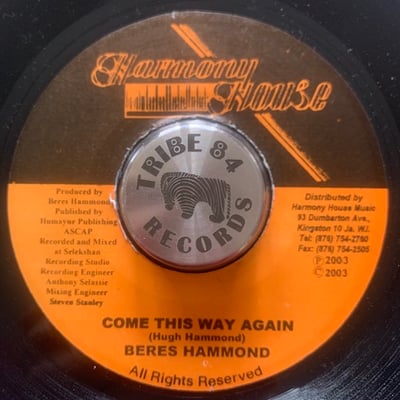 Harmony
House
TRIBE 84
RECORDS
Produced by
Beres Hammond
Published by
Humayne Publishing
ASCAP
Recorded and Mixed
at Selekshan
Recording Studio
Recording Engineer
Anthony Selassie
Mixing Engineer
Steven Stanley
Distributed by
Harmony House Music
93 Dumbarton Ave,
Kingston 10 Ja, WJ.
Tel: (876) 754-2760
Fax: (876) 754-2505
Ⓟ 2003
© 2003
COME THIS WAY AGAIN
(Hugh Hammond)
BERES HAMMOND
All Rights Reserved